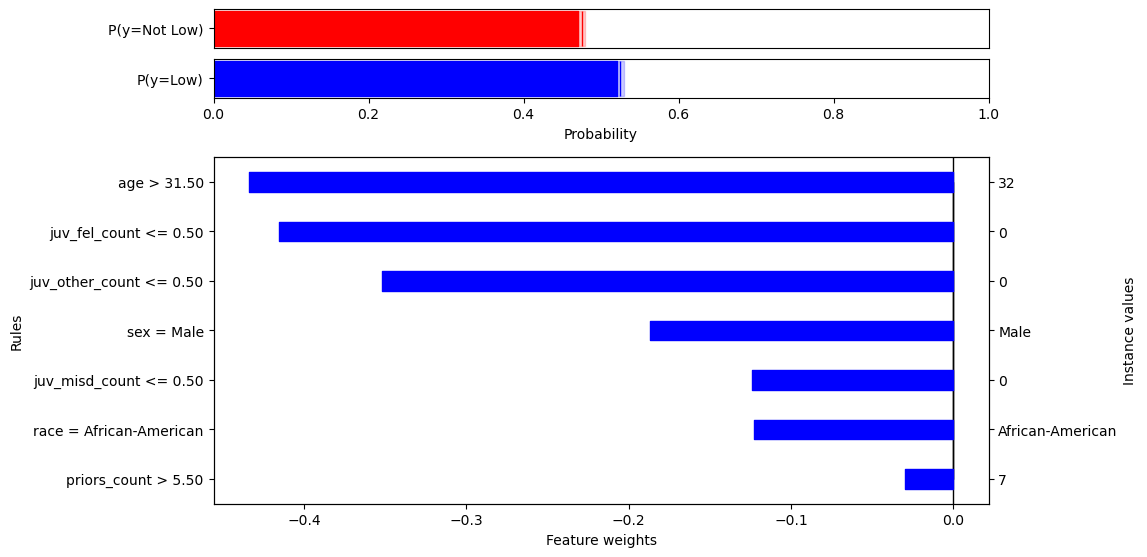 P(y=Not Low)
P(y=Low)
0.0 0.2 0.4 0.6 0.8 1.0
Probability
age > 31.50 32
juv_fel_count <= 0.50 0
juv_other_count <= 0.50 0
sex = Male Male
juv_misd_count <= 0.50 0
race = African-American African-American
priors_count > 5.50 7
Rules
Instance values
−0.4 −0.3 −0.2 −0.1 0.0
Feature weights